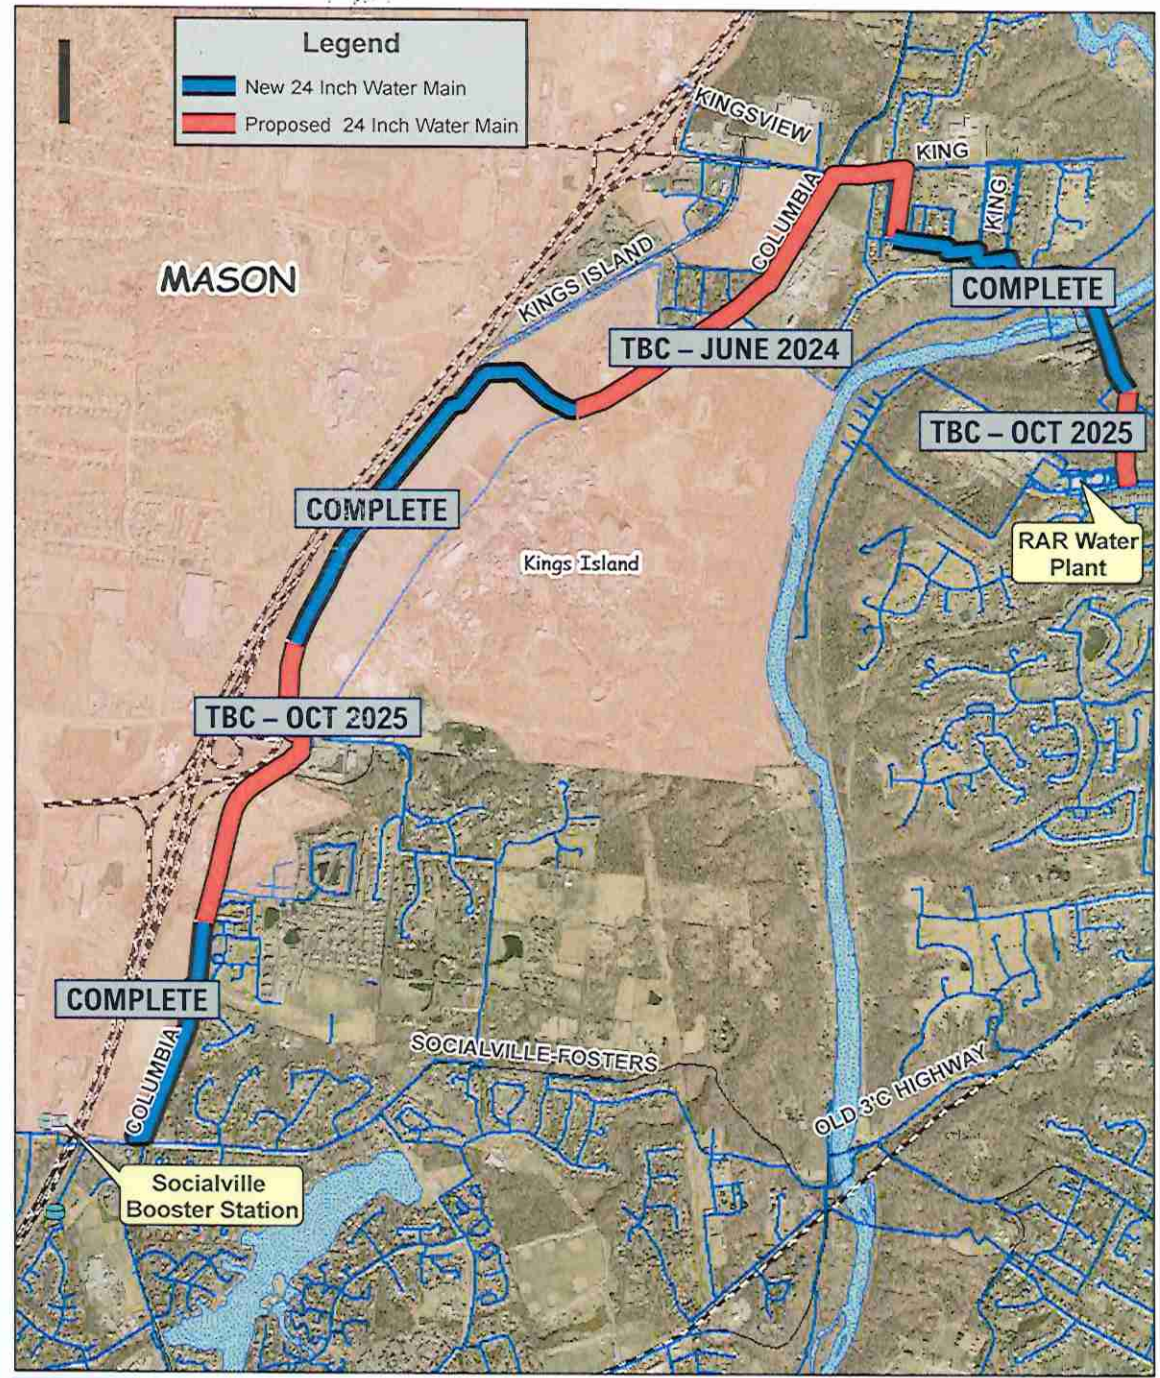 Legend
New 24 Inch Water Main
Proposed 24 Inch Water Main
KINGSVIEW
KING
KING
COLUMBIA
MASON
KINGS ISLAND
COMPLETE
TBC – JUNE 2024
TBC – OCT 2025
COMPLETE
RAR Water
Plant
Kings Island
TBC – OCT 2025
COMPLETE
COLUMBIA
SOCIALVILLE-FOSTERS
OLD 3'C HIGHWAY
Socialville
Booster Station